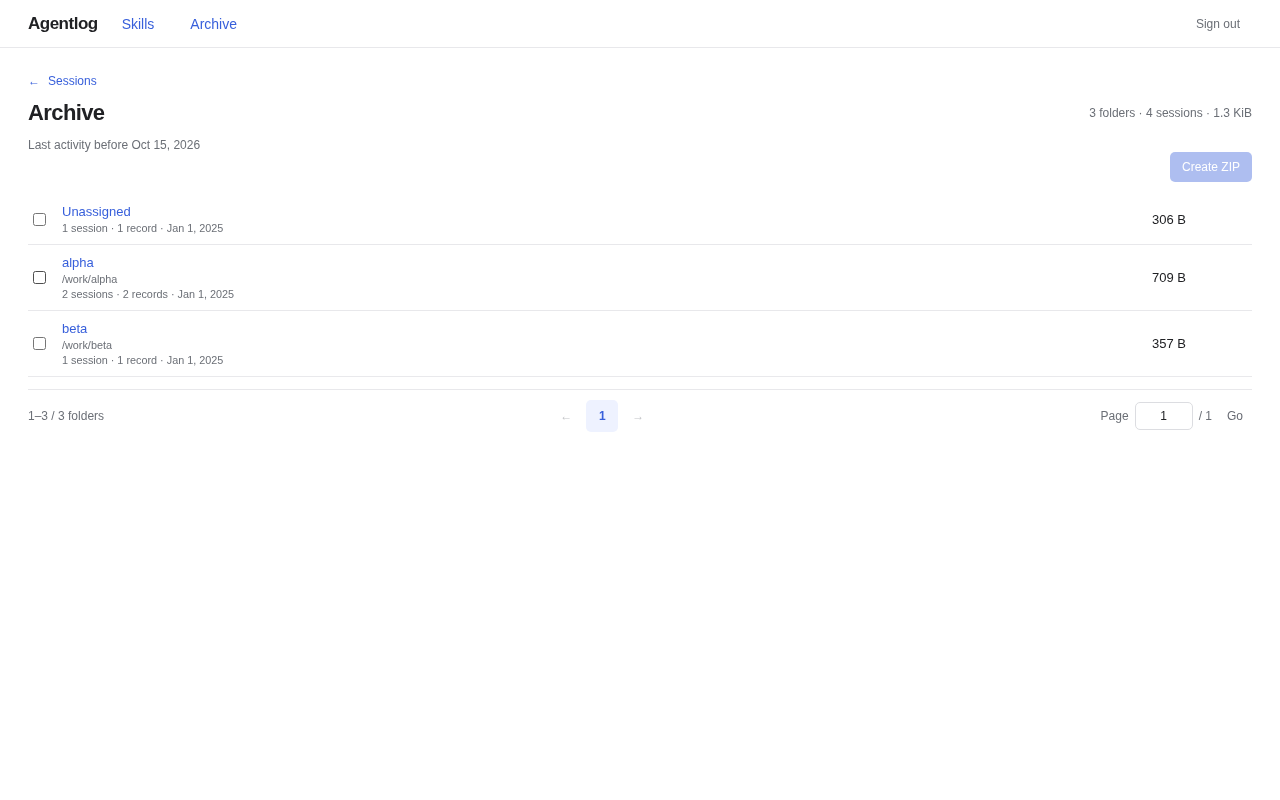 Agentlog Skills Archive Sign out
← Sessions
Archive 3 folders · 4 sessions · 1.3 KiB
Last activity before Oct 15, 2026
Create ZIP
Unassigned
1 session · 1 record · Jan 1, 2025
306 B
alpha
/work/alpha
2 sessions · 2 records · Jan 1, 2025
709 B
beta
/work/beta
1 session · 1 record · Jan 1, 2025
357 B
1–3 / 3 folders ← 1 → Page 1 / 1 Go